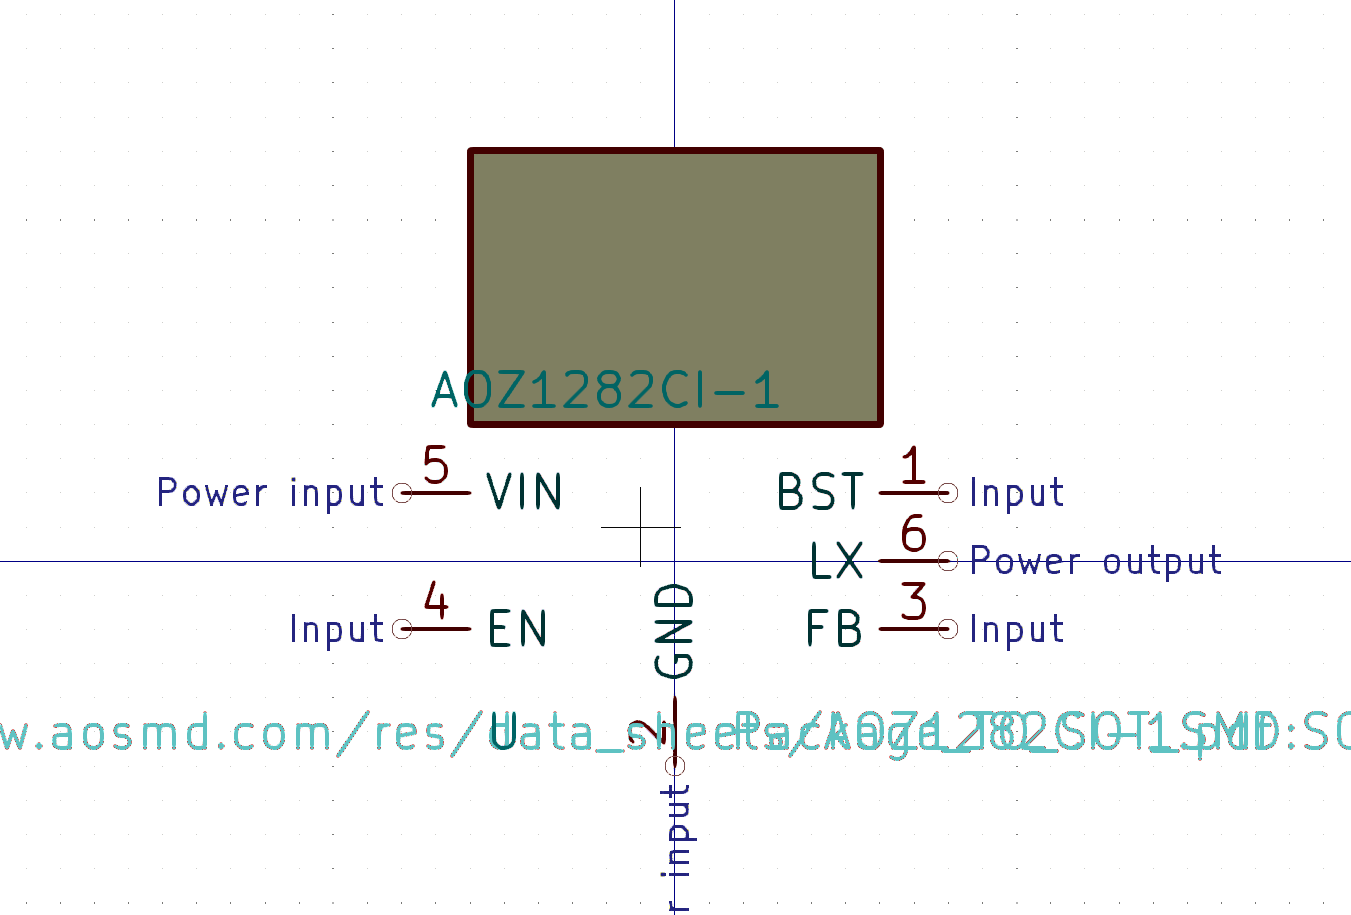 AOZ1282CI-1
Power input 5 VIN
BST 1 Input
LX 6 Power output
Input 4 EN
FB 3 Input
GND
2
U
w.aosmd.com/res/data_sheets/AOZ1282CI-1.pdf
Package_TO_SOT_SMD:SO
r input